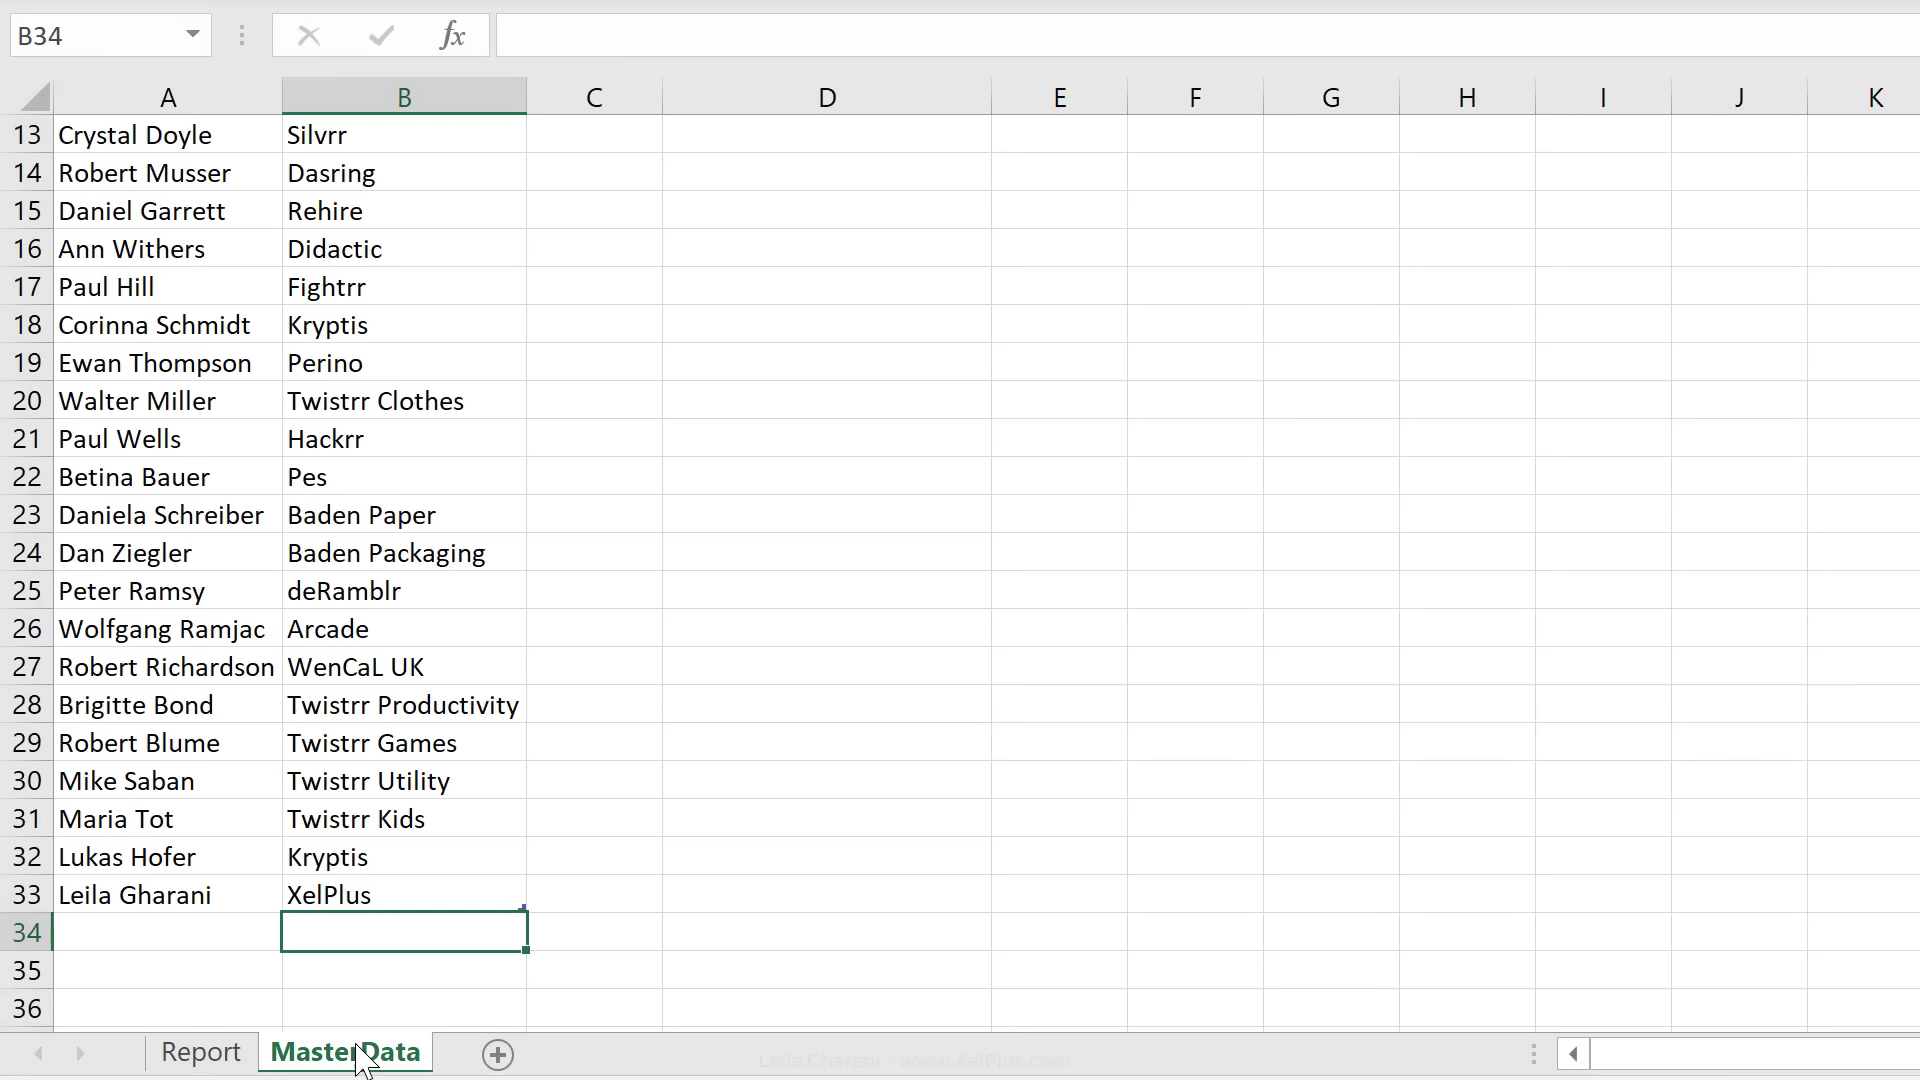 B34
fx
A B C D E F G H I J K
13 Crystal Doyle Silvrr
14 Robert Musser Dasring
15 Daniel Garrett Rehire
16 Ann Withers Didactic
17 Paul Hill Fightrr
18 Corinna Schmidt Kryptis
19 Ewan Thompson Perino
20 Walter Miller Twistrr Clothes
21 Paul Wells Hackrr
22 Betina Bauer Pes
23 Daniela Schreiber Baden Paper
24 Dan Ziegler Baden Packaging
25 Peter Ramsy deRamblr
26 Wolfgang Ramjac Arcade
27 Robert Richardson WenCaL UK
28 Brigitte Bond Twistrr Productivity
29 Robert Blume Twistrr Games
30 Mike Saban Twistrr Utility
31 Maria Tot Twistrr Kids
32 Lukas Hofer Kryptis
33 Leila Gharani XelPlus
34
35
36
Report MasterData
Leila Gharani - www.XelPlus.com